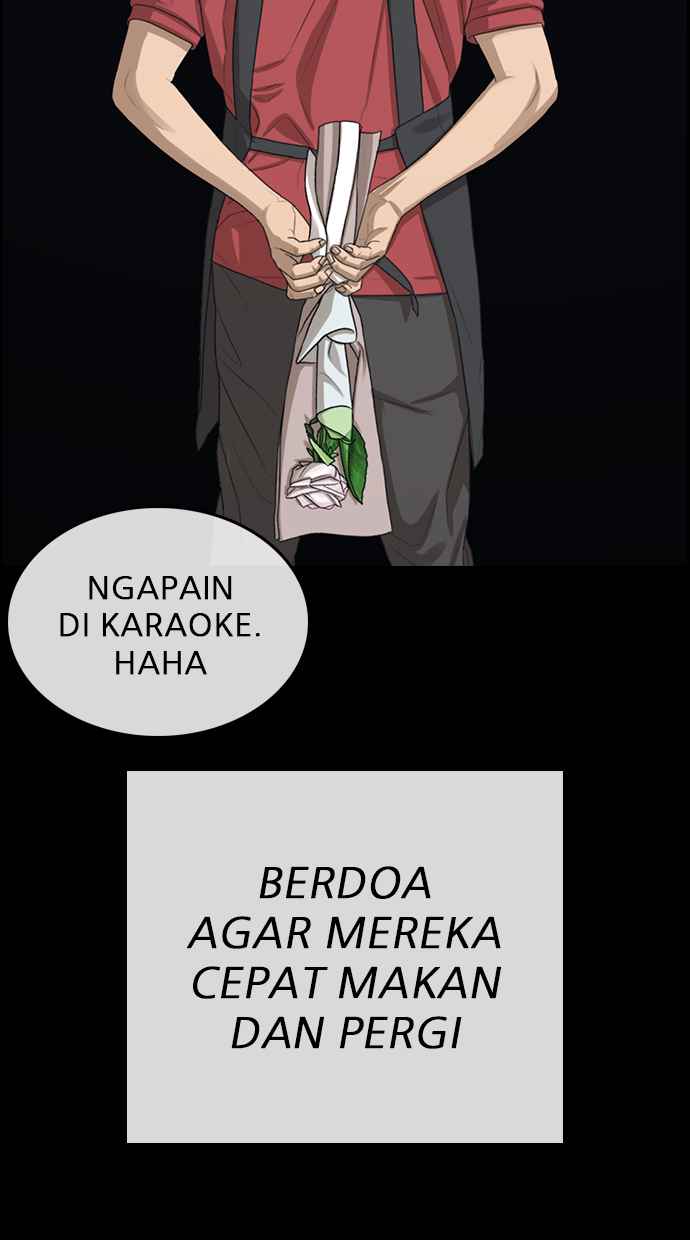 NGAPAIN
DI KARAOKE.
HAHA
BERDOA
AGAR MEREKA
CEPAT MAKAN
DAN PERGI